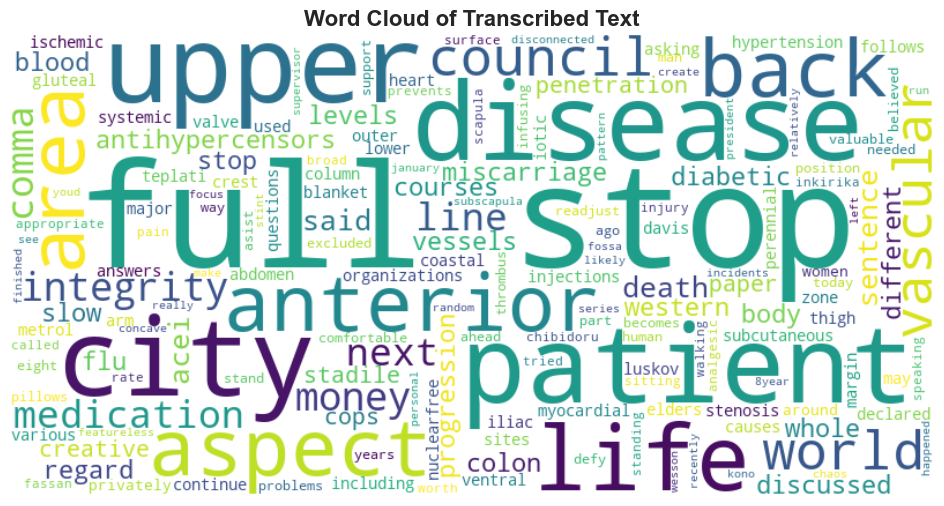 Word Cloud of Transcribed Text
ischemic
surface
disconnected
blood
upper
council
asking
man
create
hypertension
back
follows
gluteal
supervisor
support
heart
prevents
scapula
infusing
penetration
iotic
pattern
president
relatively
believed
run
systemic
valve
used
outer
lower
levels
disease
valuable
needed
area
comma
antihypercensors
stop
teplati
crest
broad
column
january
miscarriage
diabetic
position
inkirika
vascular
appropriate
youd
focus
way
major
asist
stint
questions
blanket
courses
subscapula
readjust
injury
perennial
left
see
pain
full stop
said
excluded
line
vessels
ago
fossa
davis
sentence
different
finished
answers
really
abdomen
organizations
coastal
thrombus
injections
likely
incidents
women
today
integrity
make
anterior
death
paper
zone
slow
metrol
arm
acei
comfortable
random
series
part
western
body
thigh
called
concave
next
ahead
chibidoru
human
becomes
walking
analgesic
subcutaneous
speaking
eight
rate
flu
stand
stadile
progression
tried
luskov
sitting
8year
margin
may
city
patient
pillows
money
personal
nuclearfree
medication
cops
iliac
myocardial
elders
stenosis
around
declared
various
featureless
sites
defy
standing
causes
whole
creative
aspect
years
colon
life
world
happened
regard
fassan
privately
continue
problems
including
worth
ventral
wesson
recently
kono
chaos
discussed